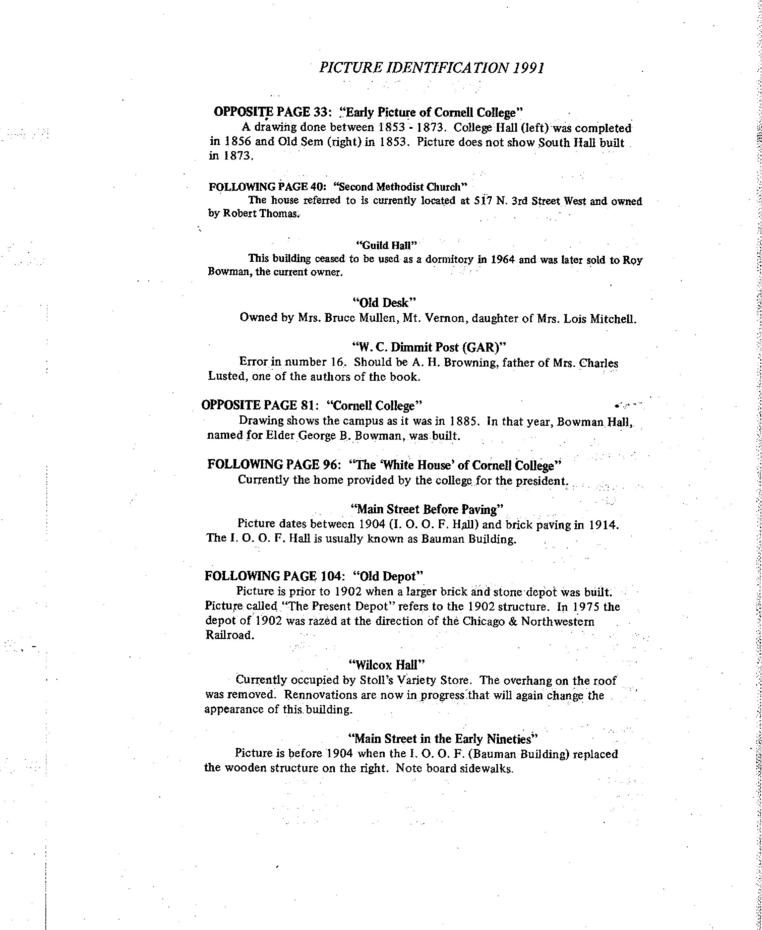 PICTURE IDENTIFICATION 1991
OPPOSITE PAGE 33: "Early Picture of Cornell College"
A drawing done between 1853 - 1873. College Hall (left) was completed
in 1856 and Old Sem (right) in 1853. Picture does not show South Hall built
in 1873.
FOLLOWING PAGE 40: "Second Methodist Church"
The house referred to is currently located at 517 N. 3rd Street West and owned
by Robert Thomas.
"Guild Hall"
This building ceased to be used as a dormitory in 1964 and was later sold to Roy
Bowman, the current owner.
"Old Desk"
Owned by Mrs. Bruce Mullen, Mt. Vernon, daughter of Mrs. Lois Mitchell.
"W. C. Dimmit Post (GAR)"
Error in number 16. Should be A. H. Browning, father of Mrs. Charles
Lusted, one of the authors of the book.
OPPOSITE PAGE 81: "Cornell College"
Drawing shows the campus as it was in 1885. In that year, Bowman Hall,
named for Elder George B. Bowman, was built.
FOLLOWING PAGE 96: "The 'White House' of Cornell College"
Currently the home provided by the college for the president.
"Main Street Before Paving"
Picture dates between 1904 (I. O. O. F. Hall) and brick paving in 1914.
The I. O. O. F. Hall is usually known as Bauman Building.
FOLLOWING PAGE 104: "Old Depot"
Picture is prior to 1902 when a larger brick and stone depot was built.
Picture called "The Present Depot" refers to the 1902 structure. In 1975 the
depot of 1902 was razed at the direction of the Chicago & Northwestern
Railroad.
"Wilcox Hall"
Currently occupied by Stoll's Variety Store. The overhang on the roof
was removed. Rennovations are now in progress that will again change the
appearance of this building.
"Main Street in the Early Nineties"
Picture is before 1904 when the I. O. O. F. (Bauman Building) replaced
the wooden structure on the right. Note board sidewalks.